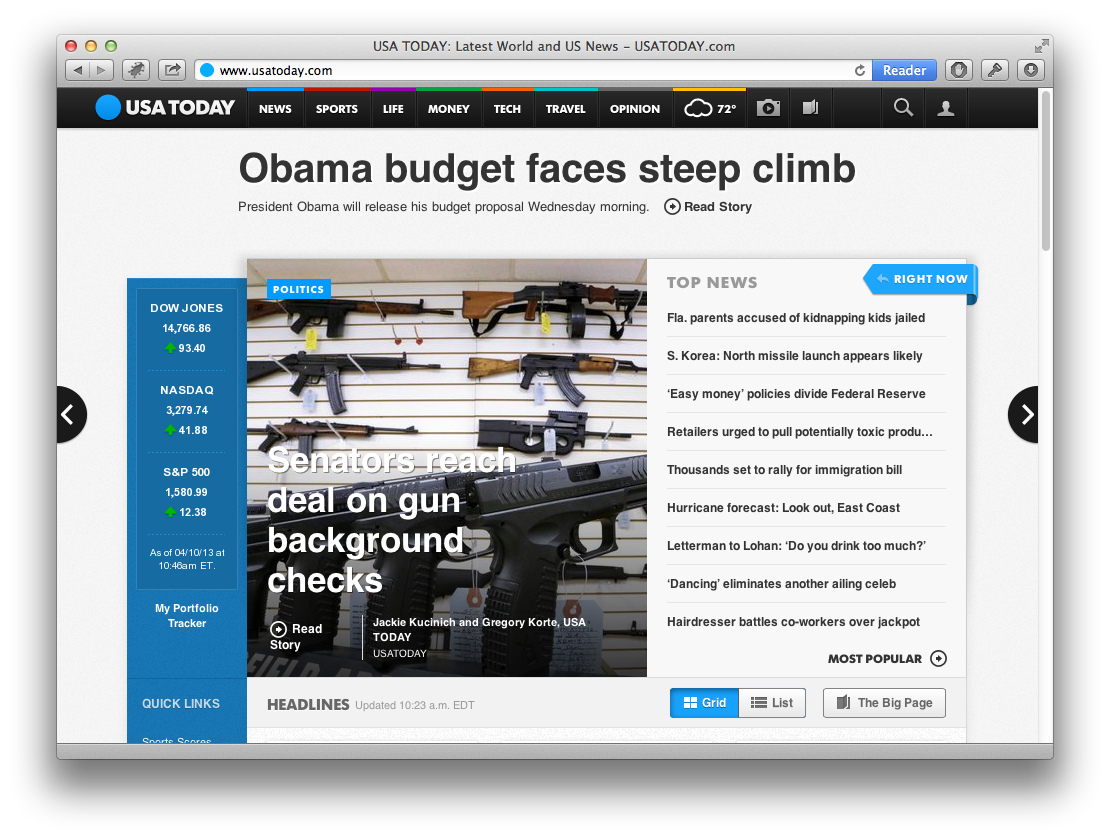 USA TODAY: Latest World and US News – USATODAY.com
www.usatoday.com
Reader
USA TODAY
NEWS
SPORTS
LIFE
MONEY
TECH
TRAVEL
OPINION
72°
Obama budget faces steep climb
President Obama will release his budget proposal Wednesday morning. Read Story
DOW JONES
14,766.86
93.40
NASDAQ
3,279.74
41.88
S&P 500
1,580.99
12.38
As of 04/10/13 at
10:46am ET.
My Portfolio
Tracker
QUICK LINKS
Sports Scores
POLITICS
Senators reach
deal on gun
background
checks
Read
Story
Jackie Kucinich and Gregory Korte, USA
TODAY
USATODAY
TOP NEWS
RIGHT NOW
Fla. parents accused of kidnapping kids jailed
S. Korea: North missile launch appears likely
‘Easy money’ policies divide Federal Reserve
Retailers urged to pull potentially toxic produ…
Thousands set to rally for immigration bill
Hurricane forecast: Look out, East Coast
Letterman to Lohan: ‘Do you drink too much?’
‘Dancing’ eliminates another ailing celeb
Hairdresser battles co-workers over jackpot
MOST POPULAR
HEADLINES Updated 10:23 a.m. EDT
Grid
List
The Big Page